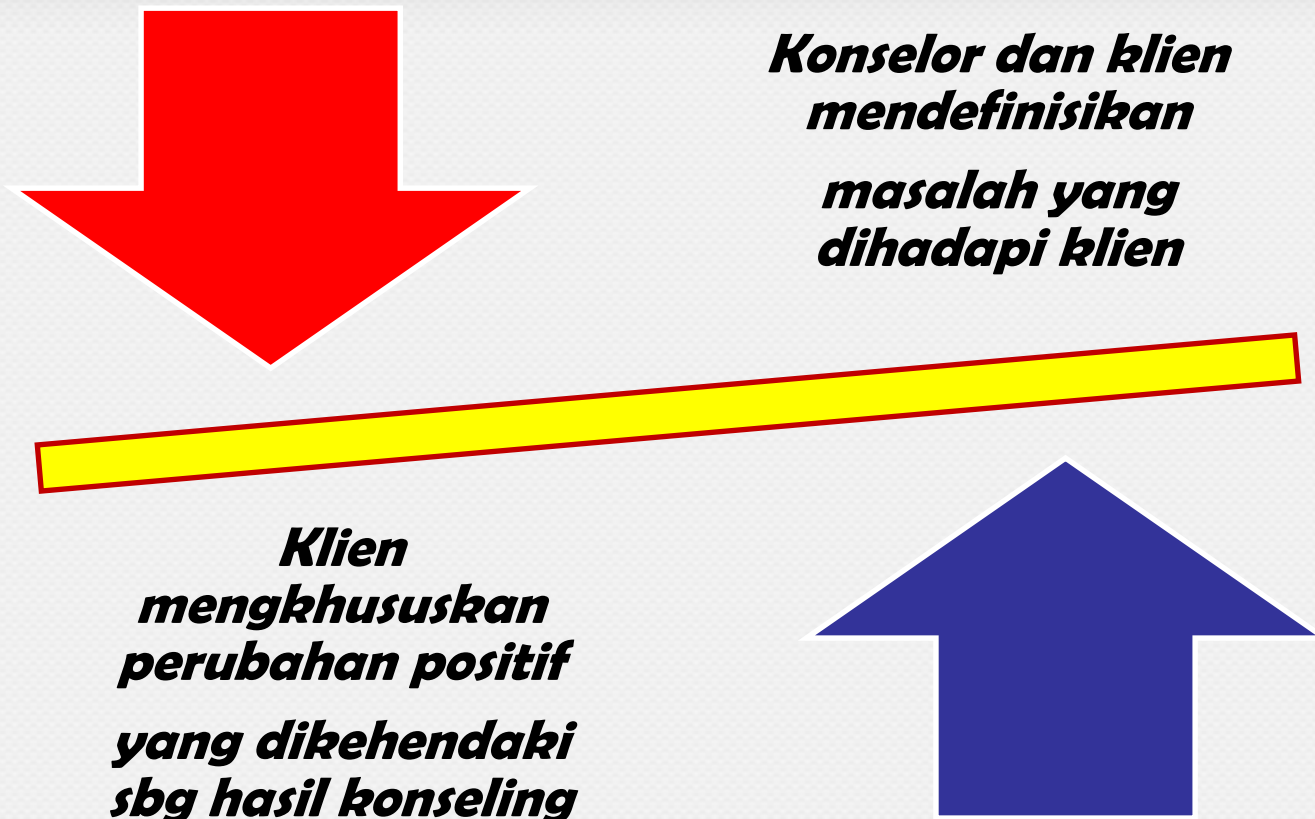 Konselor dan klien
mendefinisikan
masalah yang
dihadapi klien
Klien
mengkhususkan
perubahan positif
yang dikehendaki
sbg hasil konseling